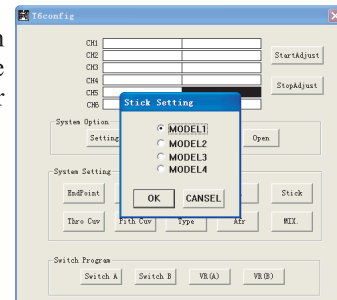 T6config
CH1
CH2
CH3
CH4
CH5
CH6
StartAdjust
StopAdjust
Stick Setting
MODEL1
MODEL2
MODEL3
MODEL4
OK CANSEL
System Option
Setting Open
System Setting
EndPoint Stick
Thro Cuv Pith Cuv Type Afr MIX.
Switch Program
Switch A Switch B VR(A) VR(B)